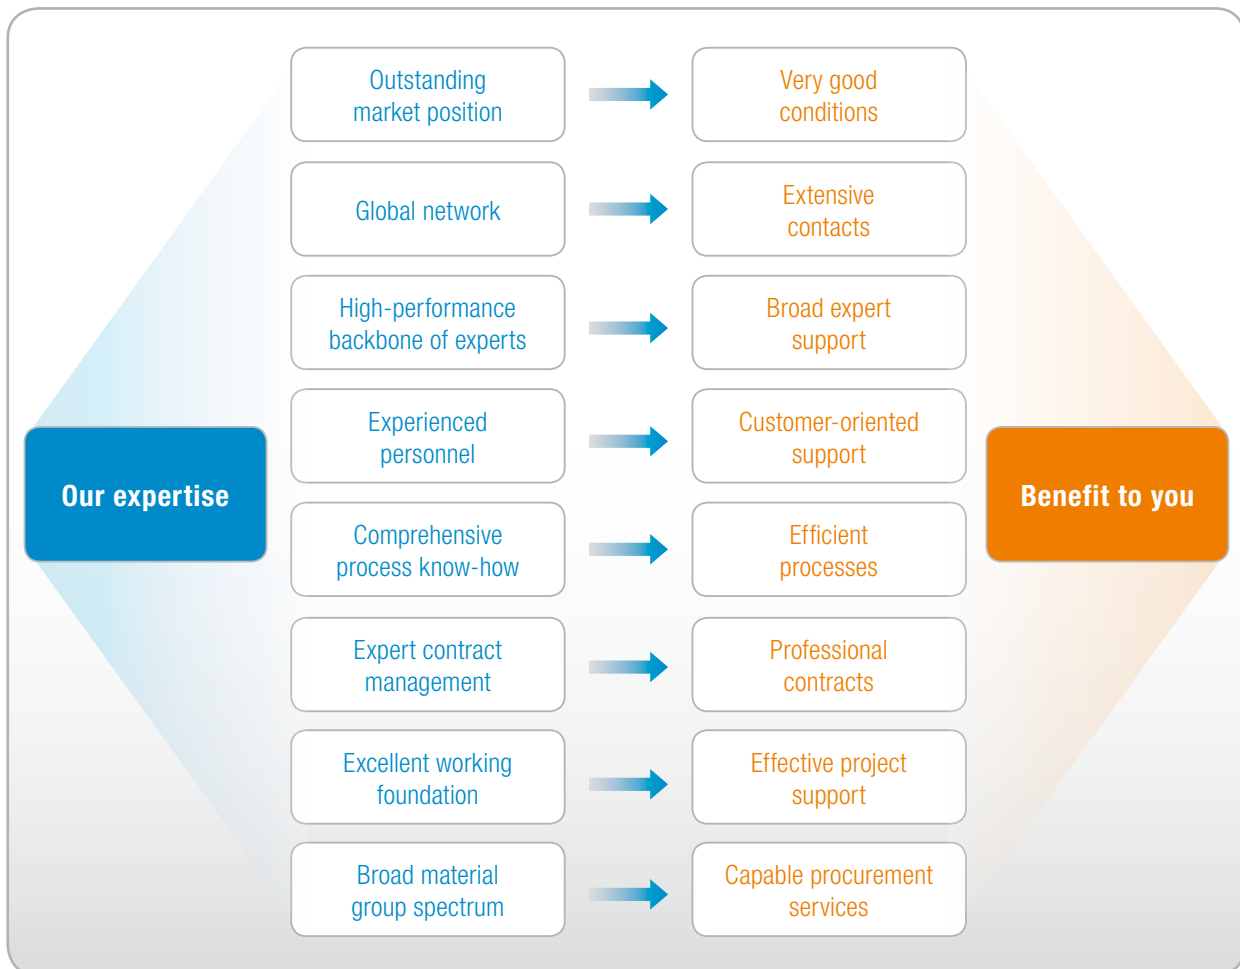 Outstanding
market position
Very good
conditions
Global network
Extensive
contacts
High-performance
backbone of experts
Broad expert
support
Experienced
personnel
Customer-oriented
support
Our expertise
Benefit to you
Comprehensive
process know-how
Efficient
processes
Expert contract
management
Professional
contracts
Excellent working
foundation
Effective project
support
Broad material
group spectrum
Capable procurement
services